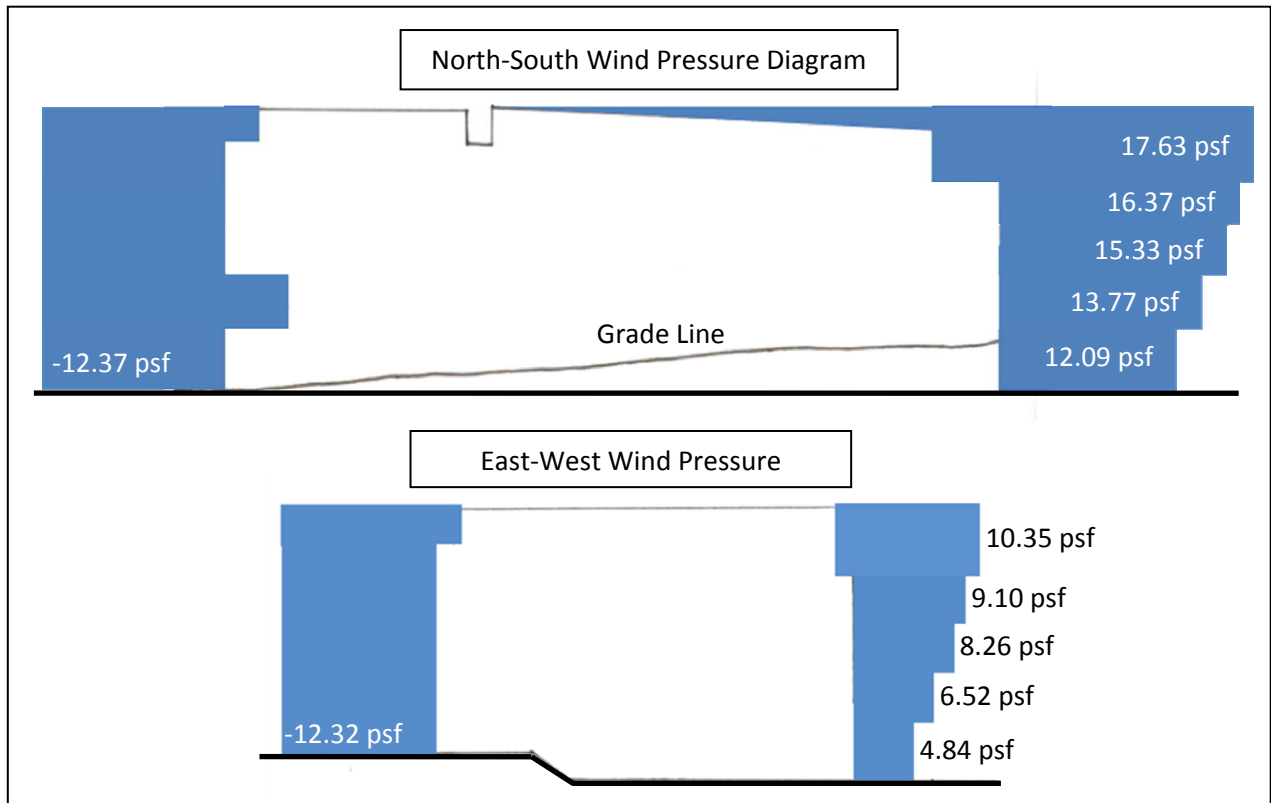 North-South Wind Pressure Diagram
17.63 psf
16.37 psf
15.33 psf
13.77 psf
Grade Line
-12.37 psf
12.09 psf
East-West Wind Pressure
10.35 psf
9.10 psf
8.26 psf
6.52 psf
-12.32 psf
4.84 psf